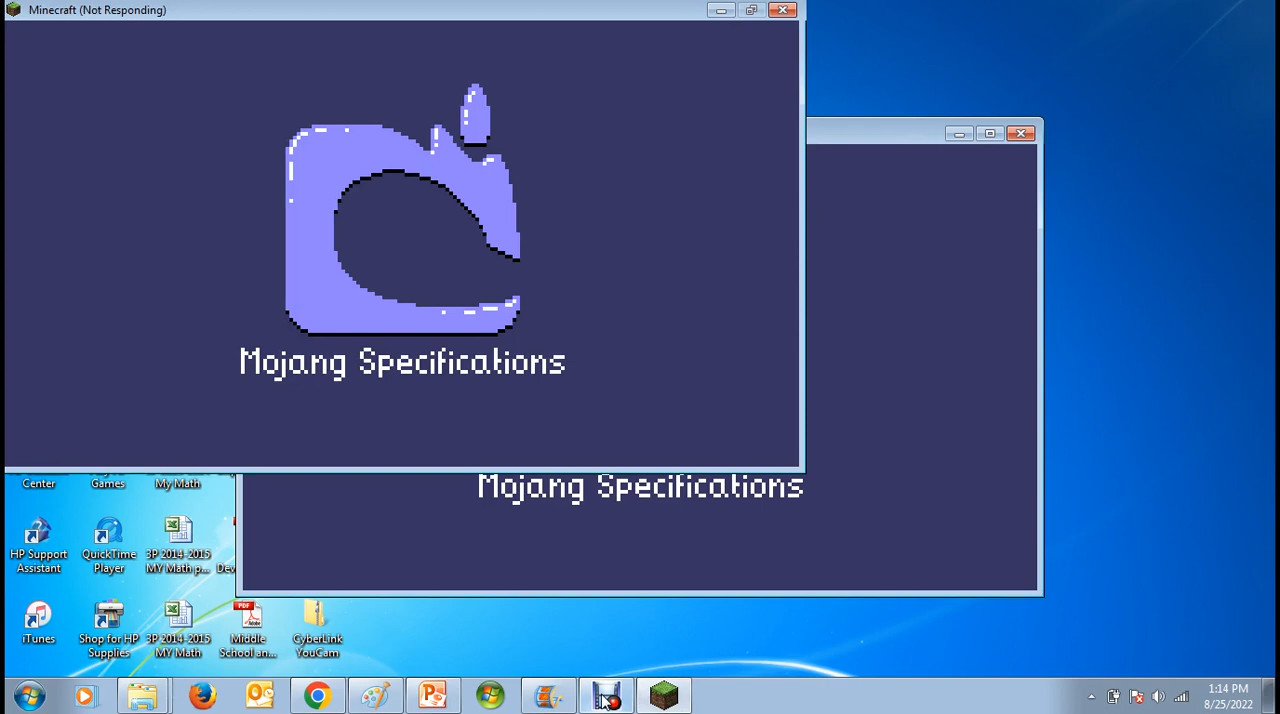 Minecraft (Not Responding)
Mojang Specifications
Mojang Specifications
Center
Games
My Math
HP Support
Assistant
QuickTime
Player
3P 2014-2015
MY Math p...
Dev
iTunes
Shop for HP
Supplies
3P 2014-2015
MY Math
Middle
School an...
CyberLink
YouCam
1:14 PM
8/25/2022